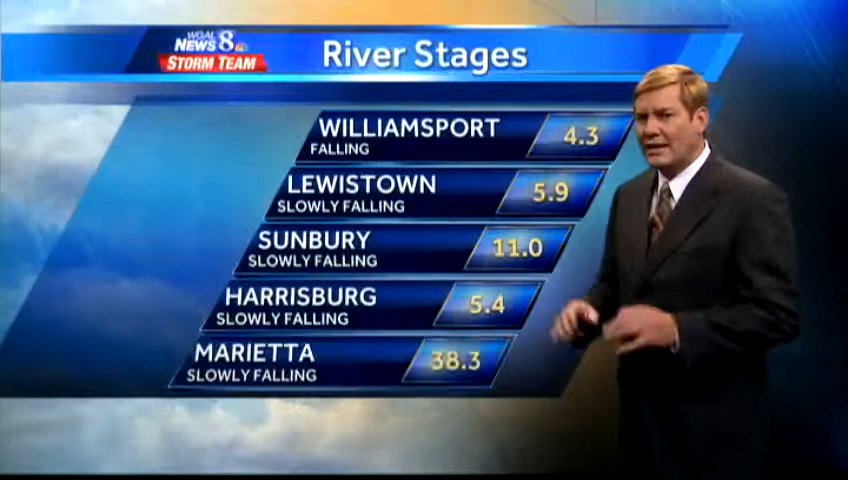 WGAL
NEWS 8
STORM TEAM
River Stages
WILLIAMSPORT
FALLING
4.3
LEWISTOWN
SLOWLY FALLING
5.9
SUNBURY
SLOWLY FALLING
11.0
HARRISBURG
SLOWLY FALLING
5.4
MARIETTA
SLOWLY FALLING
38.3